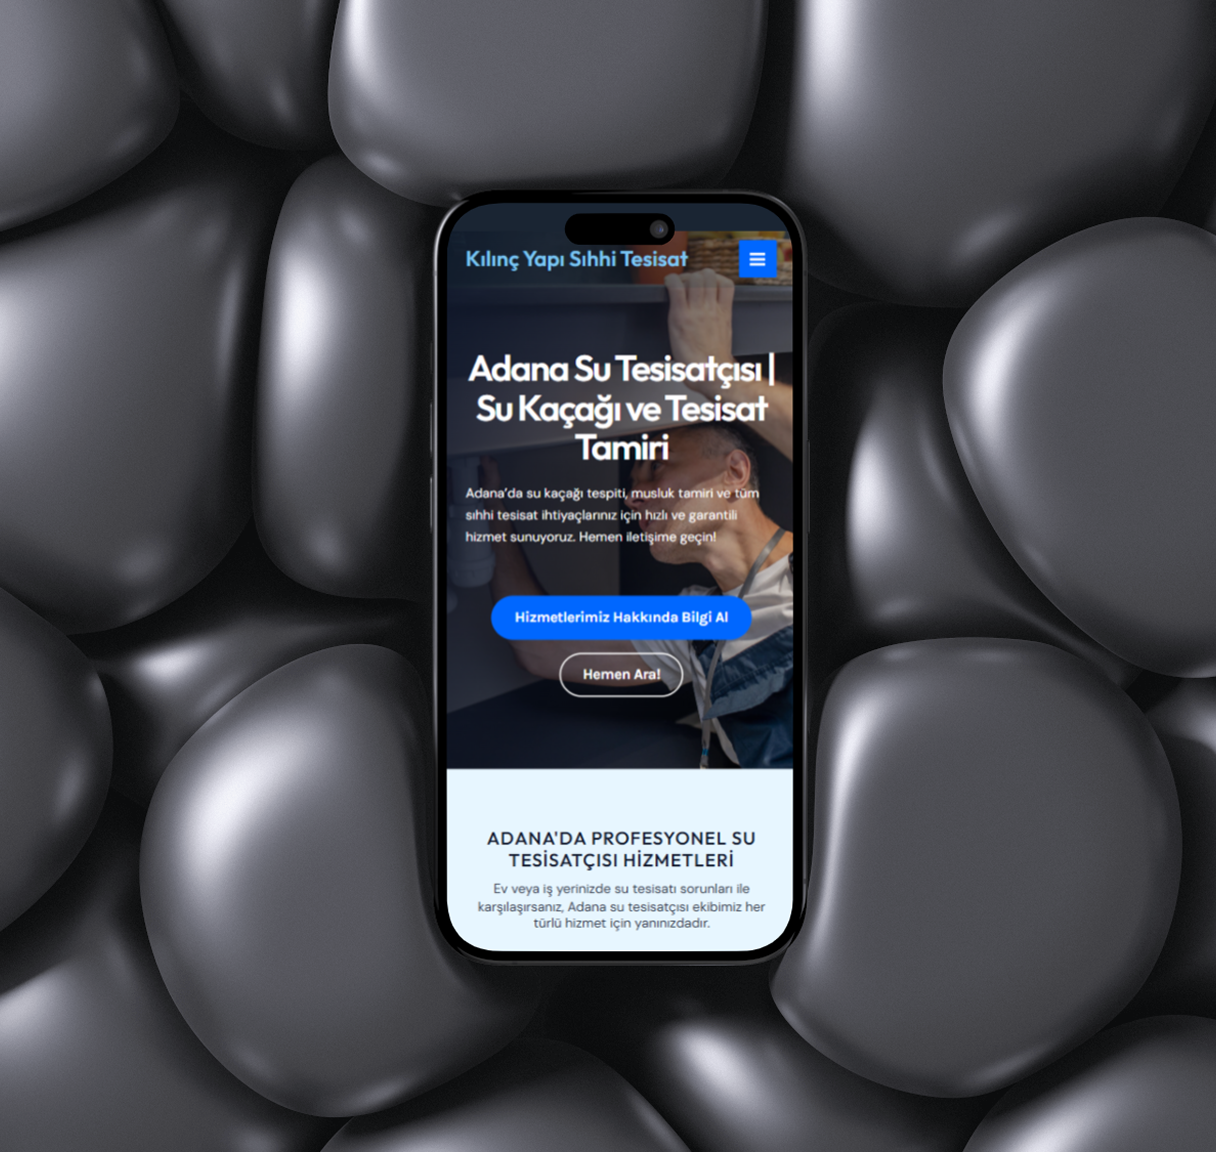 Kılınç Yapı Sıhhi Tesisat
Adana Su Tesisatçısı |
Su Kaçağı ve Tesisat
Tamiri
Adana'da su kaçağı tespiti, musluk tamiri ve tüm
sıhhi tesisat ihtiyaçlarınız için hızlı ve garantili
hizmet sunuyoruz. Hemen iletişime geçin!
Hizmetlerimiz Hakkında Bilgi Al
Hemen Ara!
ADANA'DA PROFESYONEL SU
TESİSATÇISI HİZMETLERİ
Ev veya iş yerinizde su tesisatı sorunları ile
karşılaşırsanız, Adana su tesisatçısı ekibimiz her
türlü hizmet için yanınızdadır.